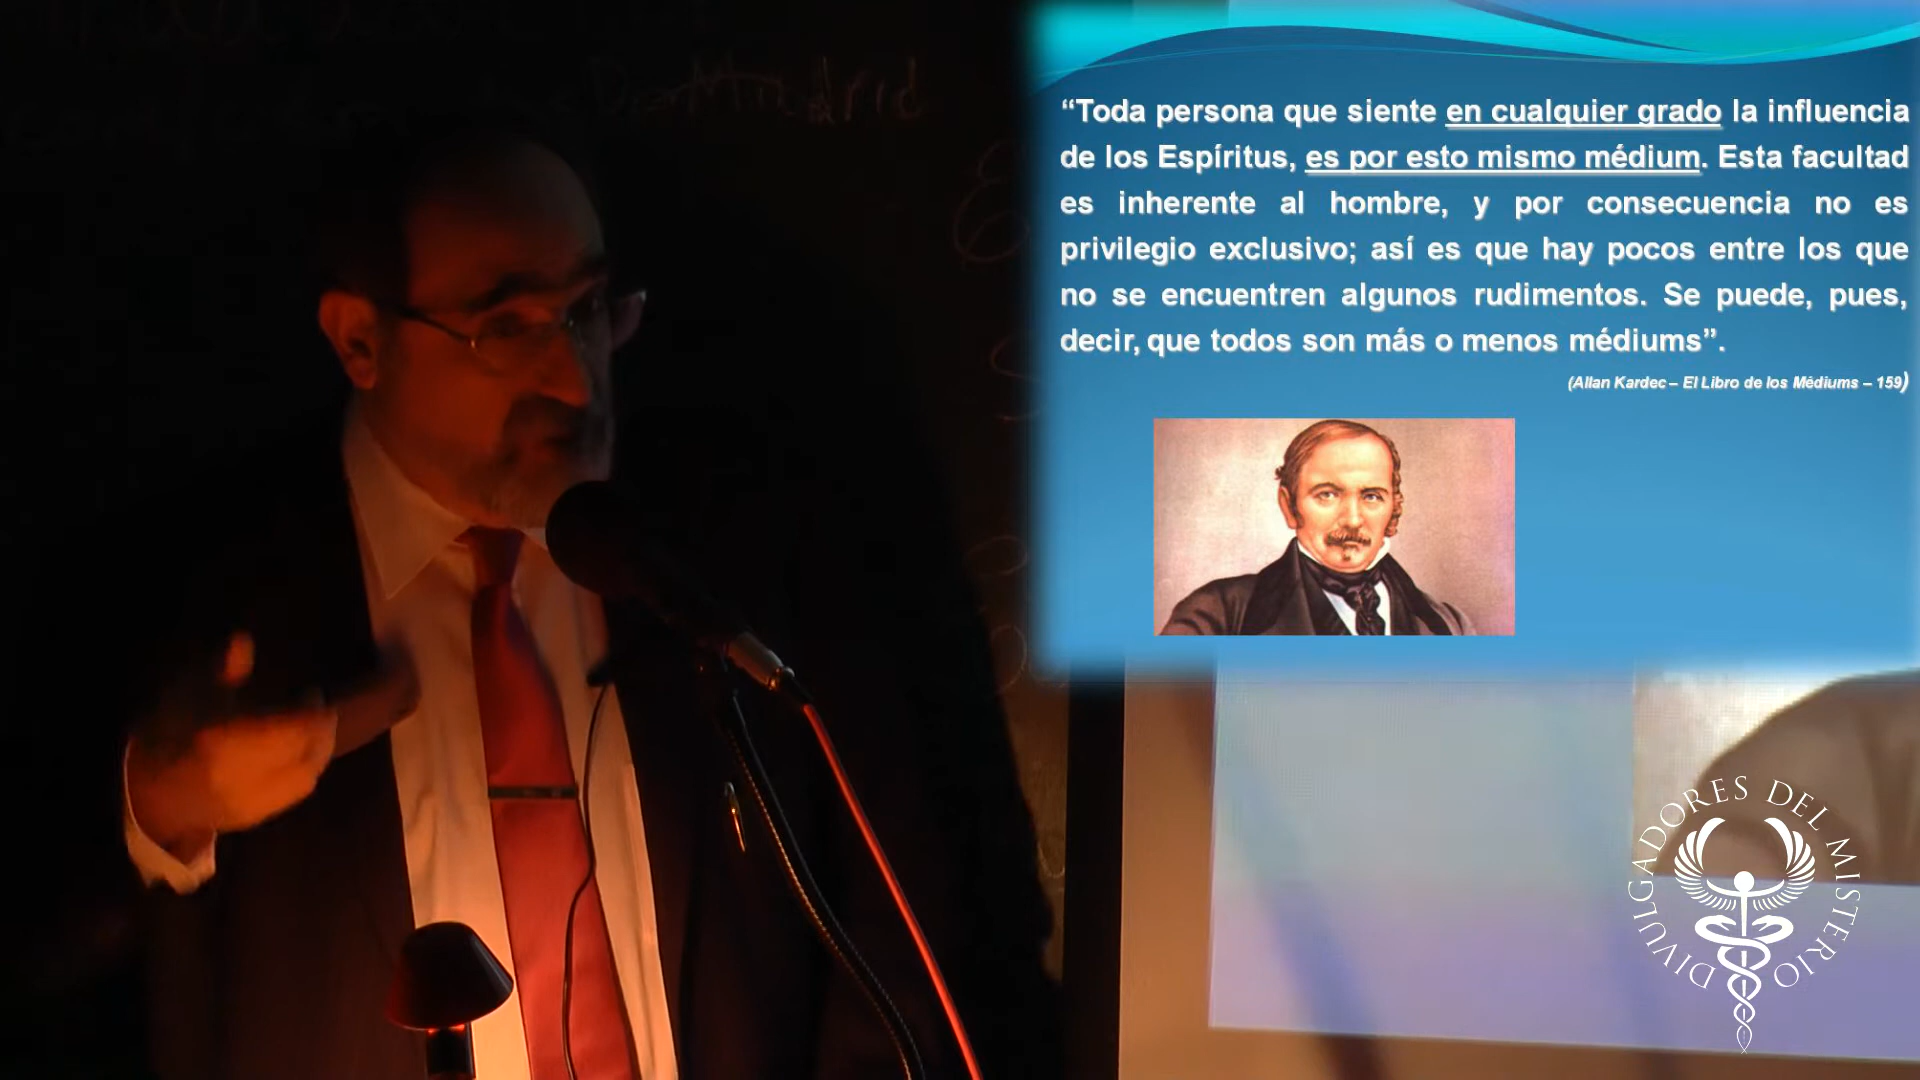 “Toda persona que siente en cualquier grado la influencia
de los Espíritus, es por esto mismo médium. Esta facultad
es inherente al hombre, y por consecuencia no es
privilegio exclusivo; así es que hay pocos entre los que
no se encuentren algunos rudimentos. Se puede, pues,
decir, que todos son más o menos médiums”.
(Allan Kardec – El Libro de los Médiums – 159)
Madrid
DIVULGADORES DEL MISTERIO